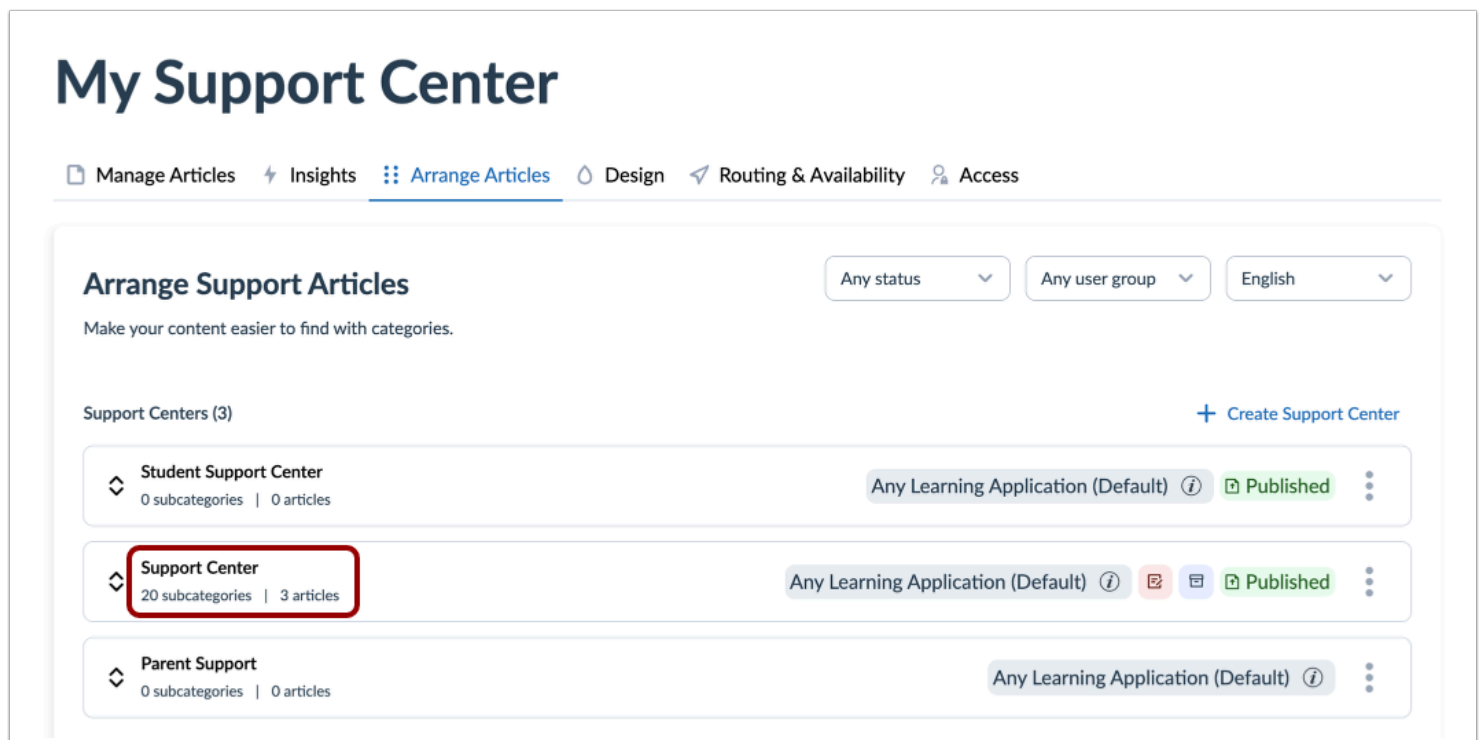 My Support Center
Manage Articles Insights Arrange Articles Design Routing & Availability Access
Arrange Support Articles
Any status Any user group English
Make your content easier to find with categories.
Support Centers (3)
+ Create Support Center
Student Support Center
0 subcategories | 0 articles
Any Learning Application (Default) Published
Support Center
20 subcategories | 3 articles
Any Learning Application (Default) Published
Parent Support
0 subcategories | 0 articles
Any Learning Application (Default)